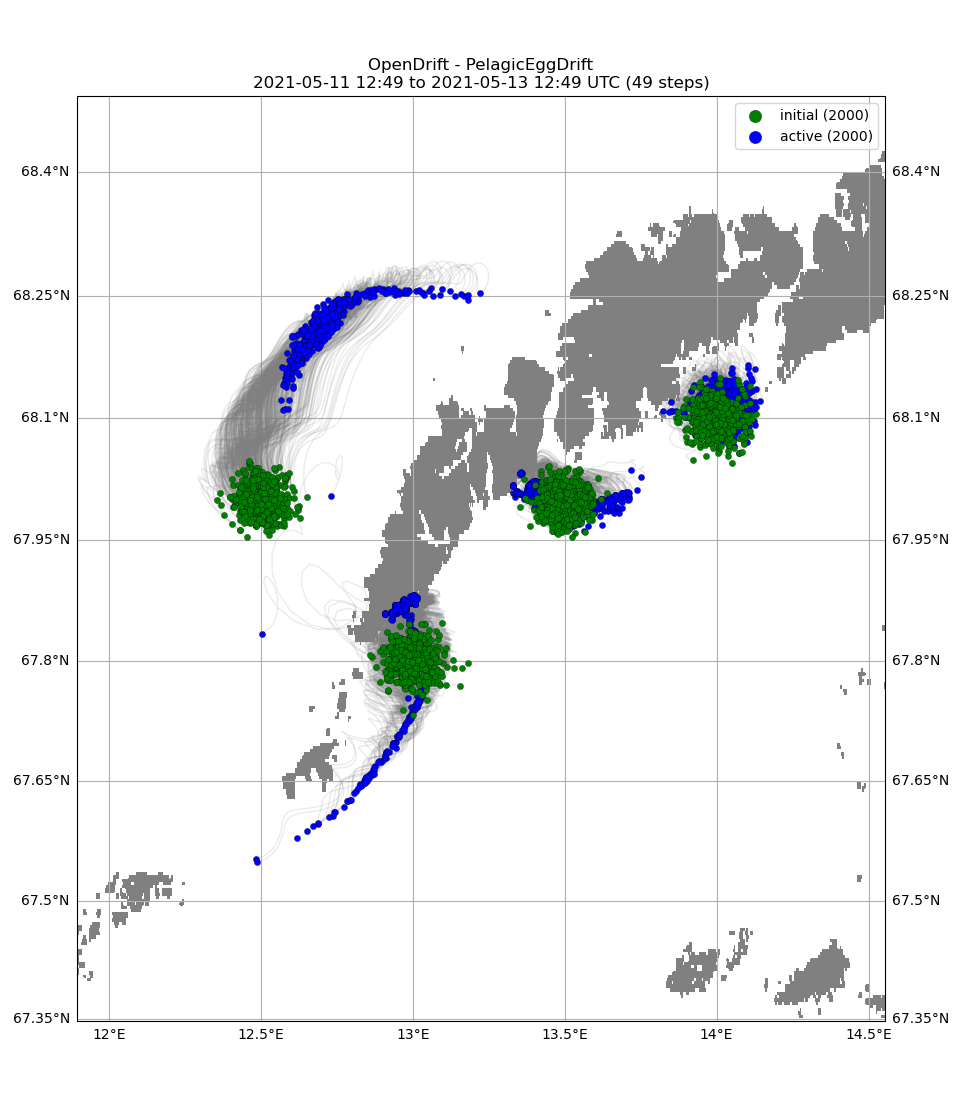 OpenDrift - PelagicEggDrift
2021-05-11 12:49 to 2021-05-13 12:49 UTC (49 steps)
initial (2000)
active (2000)
68.4°N
68.4°N
68.25°N
68.25°N
68.1°N
68.1°N
67.95°N
67.95°N
67.8°N
67.8°N
67.65°N
67.65°N
67.5°N
67.5°N
67.35°N
67.35°N
12°E
12.5°E
13°E
13.5°E
14°E
14.5°E